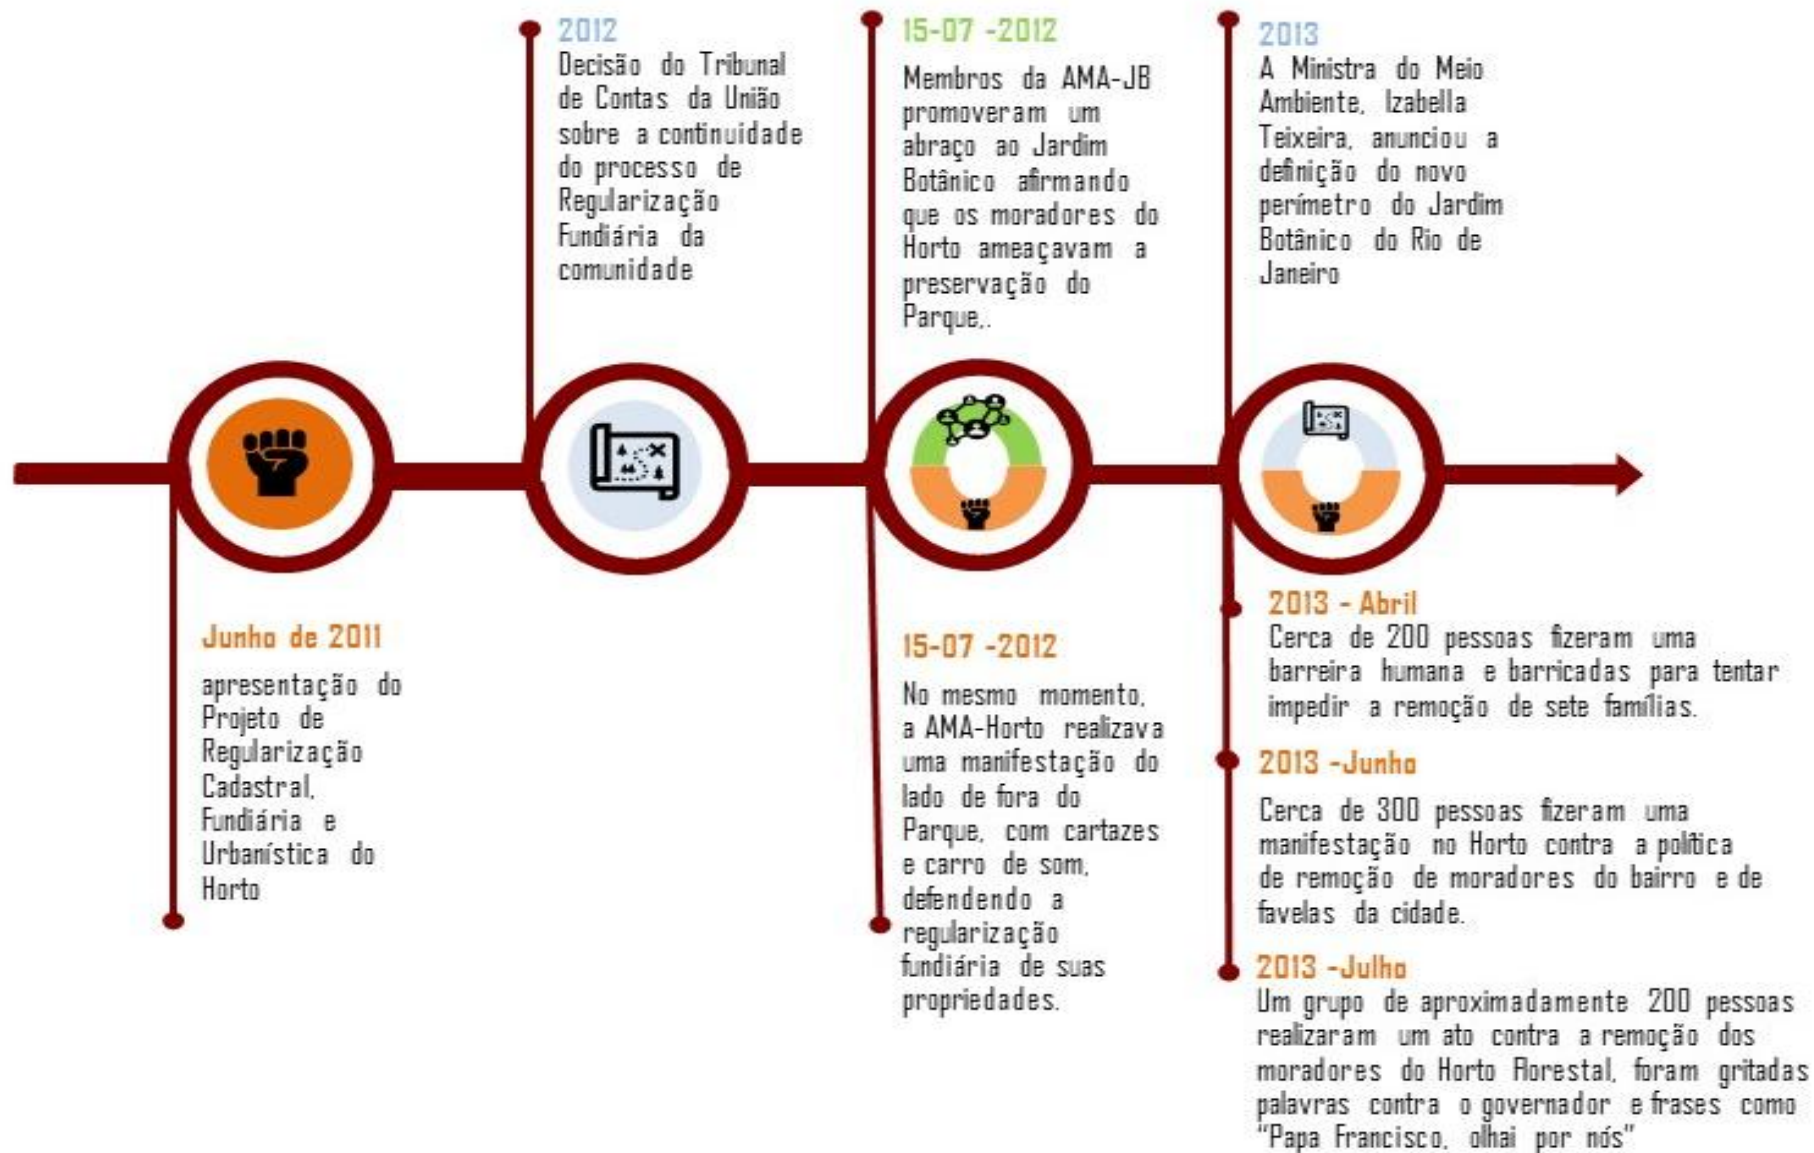 2012
Decisão do Tribunal
de Contas da União
sobre a continuidade
do processo de
Regularização
Fundiária da
comunidade
15-07 -2012
Membros da AMA-JB
promoveram um
abraço ao Jardim
Botânico afirmando
que os moradores do
Horto ameaçavam a
preservação do
Parque,.
2013
A Ministra do Meio
Ambiente, Izabella
Teixeira, anunciou a
definição do novo
perímetro do Jardim
Botânico do Rio de
Janeiro
Junho de 2011
apresentação do
Projeto de
Regularização
Cadastral,
Fundiária e
Urbanística do
Horto
15-07 -2012
No mesmo momento,
a AMA-Horto realizava
uma manifestação do
lado de fora do
Parque, com cartazes
e carro de som,
defendendo a
regularização
fundiária de suas
propriedades.
2013 - Abril
Cerca de 200 pessoas fizeram uma
barreira humana e barricadas para tentar
impedir a remoção de sete famílias.
2013 -Junho
Cerca de 300 pessoas fizeram uma
manifestação no Horto contra a política
de remoção de moradores do bairro e de
favelas da cidade.
2013 -Julho
Um grupo de aproximadamente 200 pessoas
realizaram um ato contra a remoção dos
moradores do Horto Florestal, foram gritadas
palavras contra o governador e frases como
"Papa Francisco, olhai por nós"